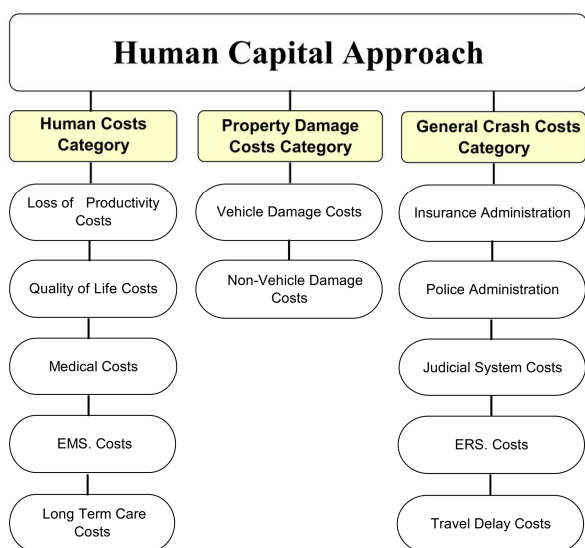 Human Capital Approach
Human Costs
Category
Loss of Productivity
Costs
Quality of Life Costs
Medical Costs
EMS. Costs
Long Term Care
Costs
Property Damage
Costs Category
Vehicle Damage Costs
Non-Vehicle Damage
Costs
General Crash Costs
Category
Insurance Administration
Police Administration
Judicial System Costs
ERS. Costs
Travel Delay Costs